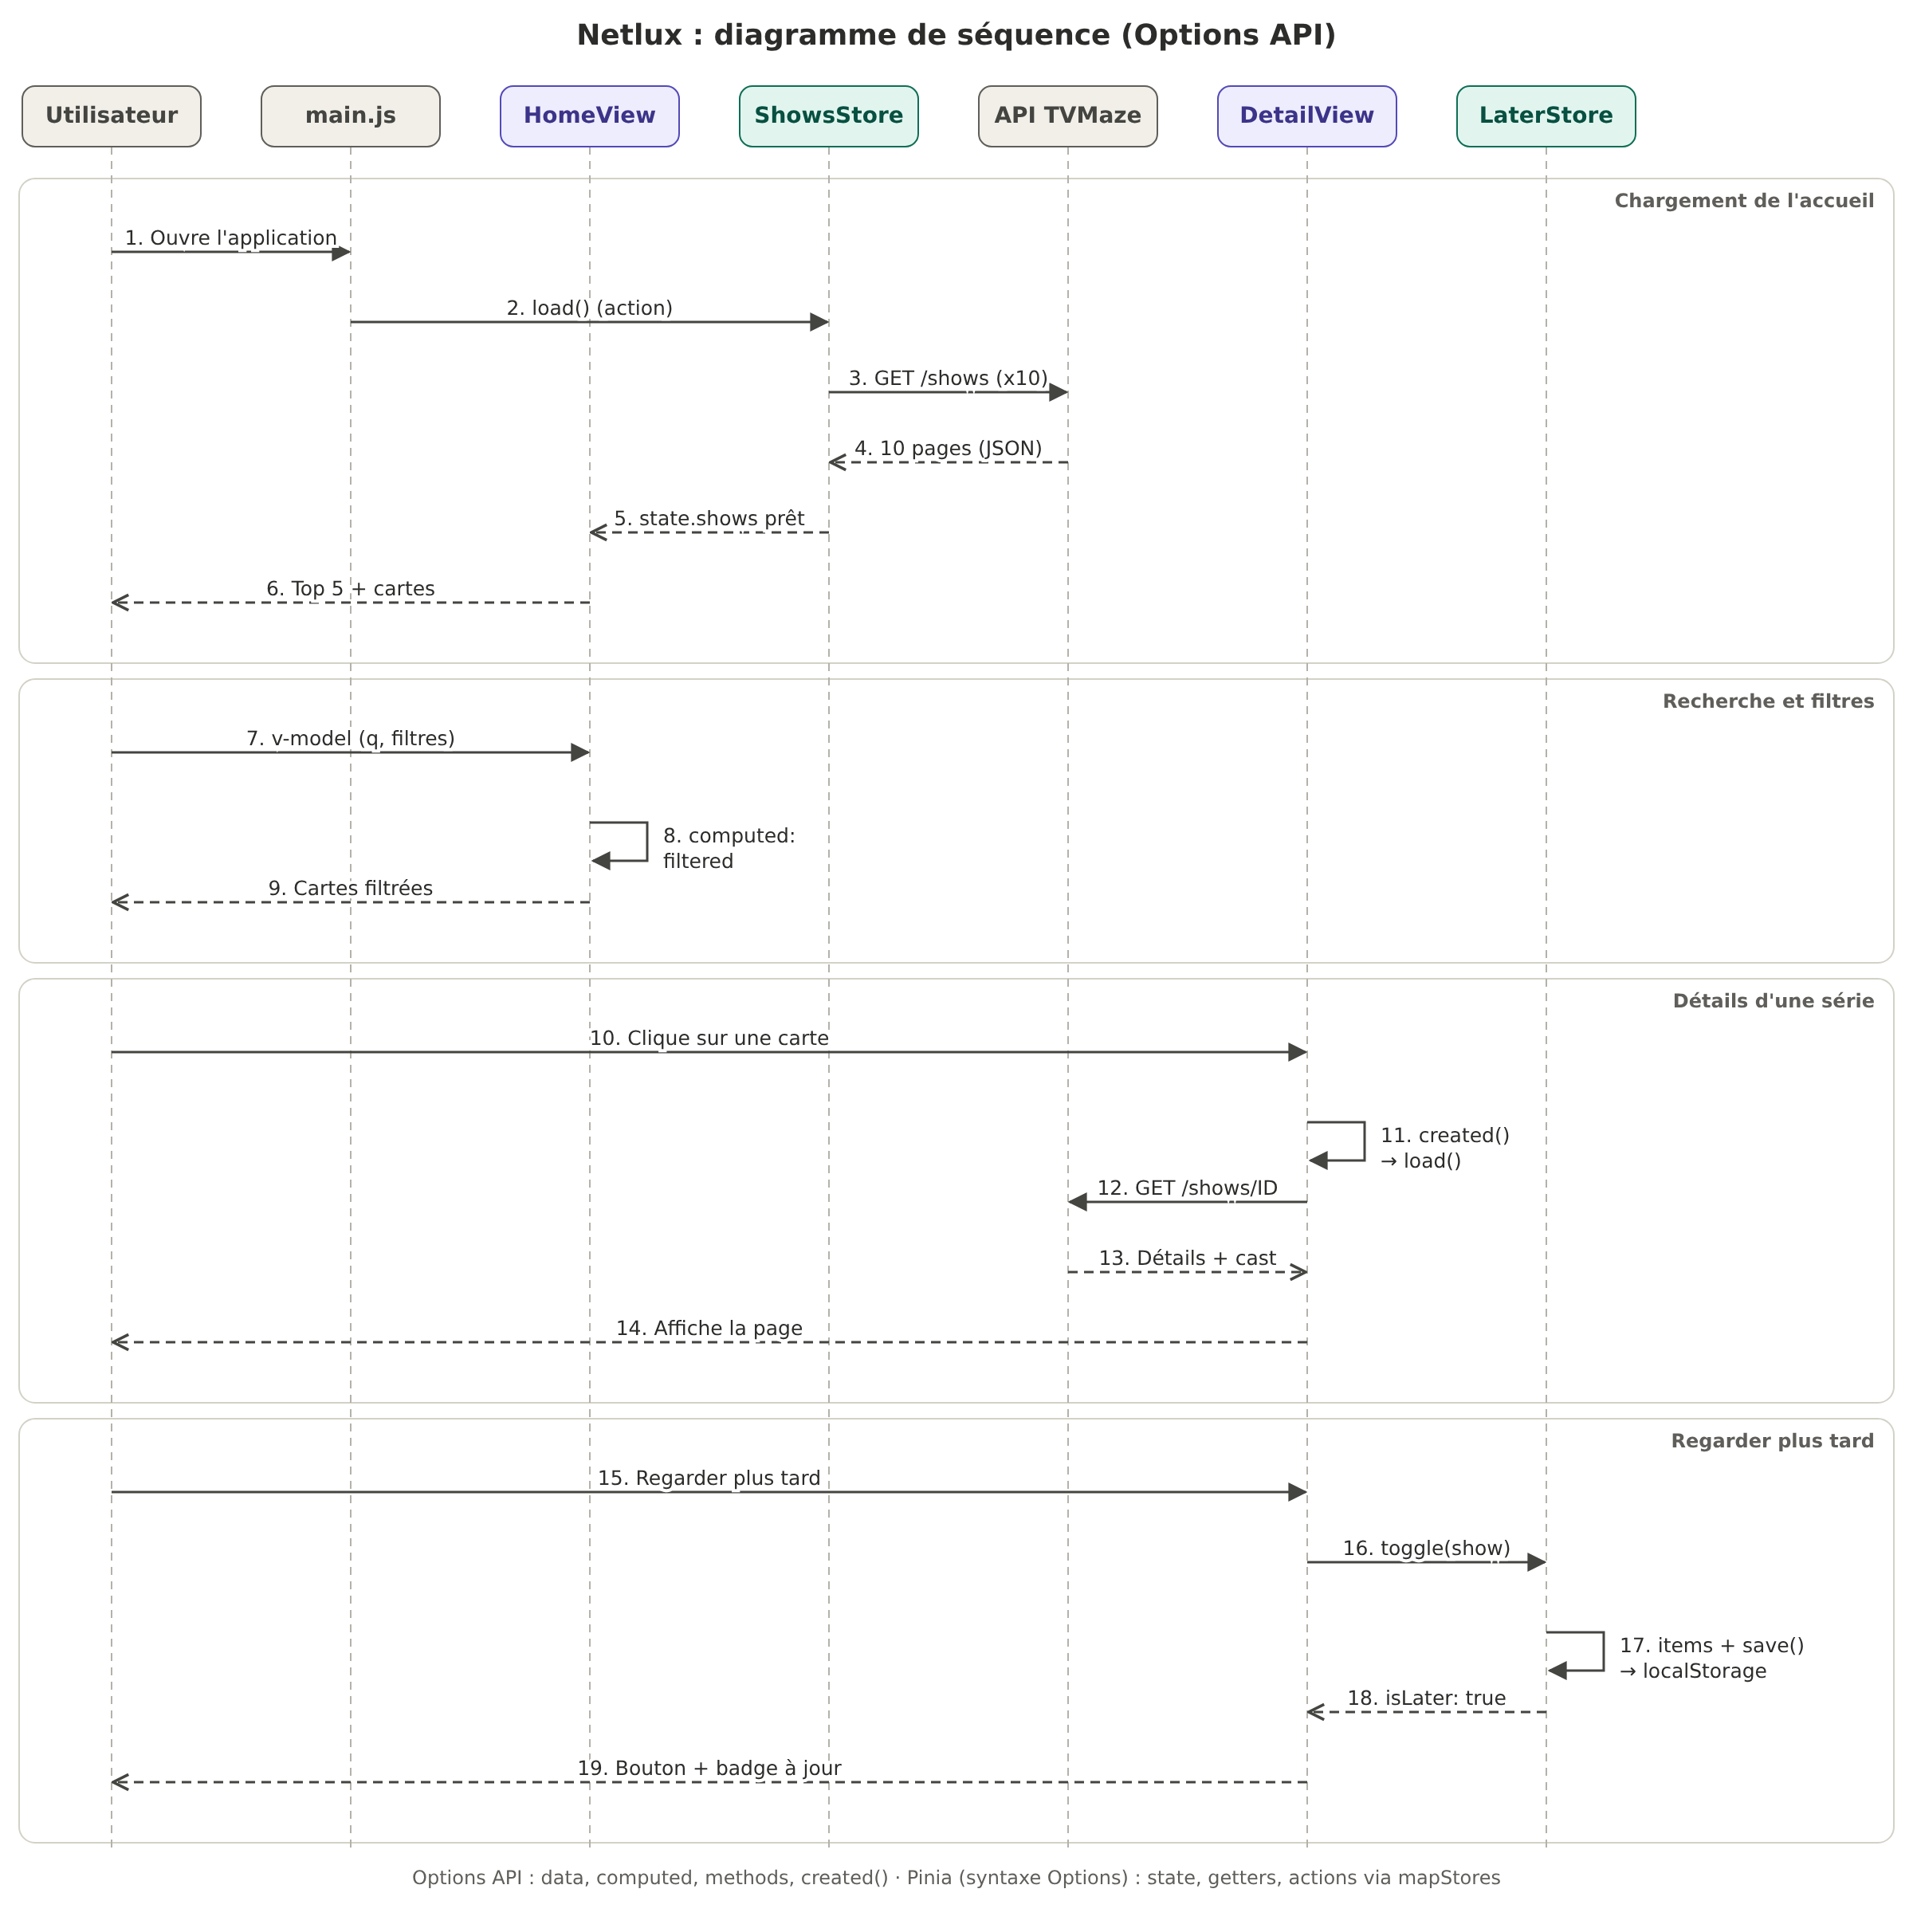 Netlux : diagramme de séquence (Options API)
Utilisateur
main.js
HomeView
ShowsStore
API TVMaze
DetailView
LaterStore
Chargement de l'accueil
1. Ouvre l'application
2. load() (action)
3. GET /shows (x10)
4. 10 pages (JSON)
5. state.shows prêt
6. Top 5 + cartes
Recherche et filtres
7. v-model (q, filtres)
8. computed:
filtered
9. Cartes filtrées
Détails d'une série
10. Clique sur une carte
11. created()
→ load()
12. GET /shows/ID
13. Détails + cast
14. Affiche la page
Regarder plus tard
15. Regarder plus tard
16. toggle(show)
17. items + save()
→ localStorage
18. isLater: true
19. Bouton + badge à jour
Options API : data, computed, methods, created() · Pinia (syntaxe Options) : state, getters, actions via mapStores